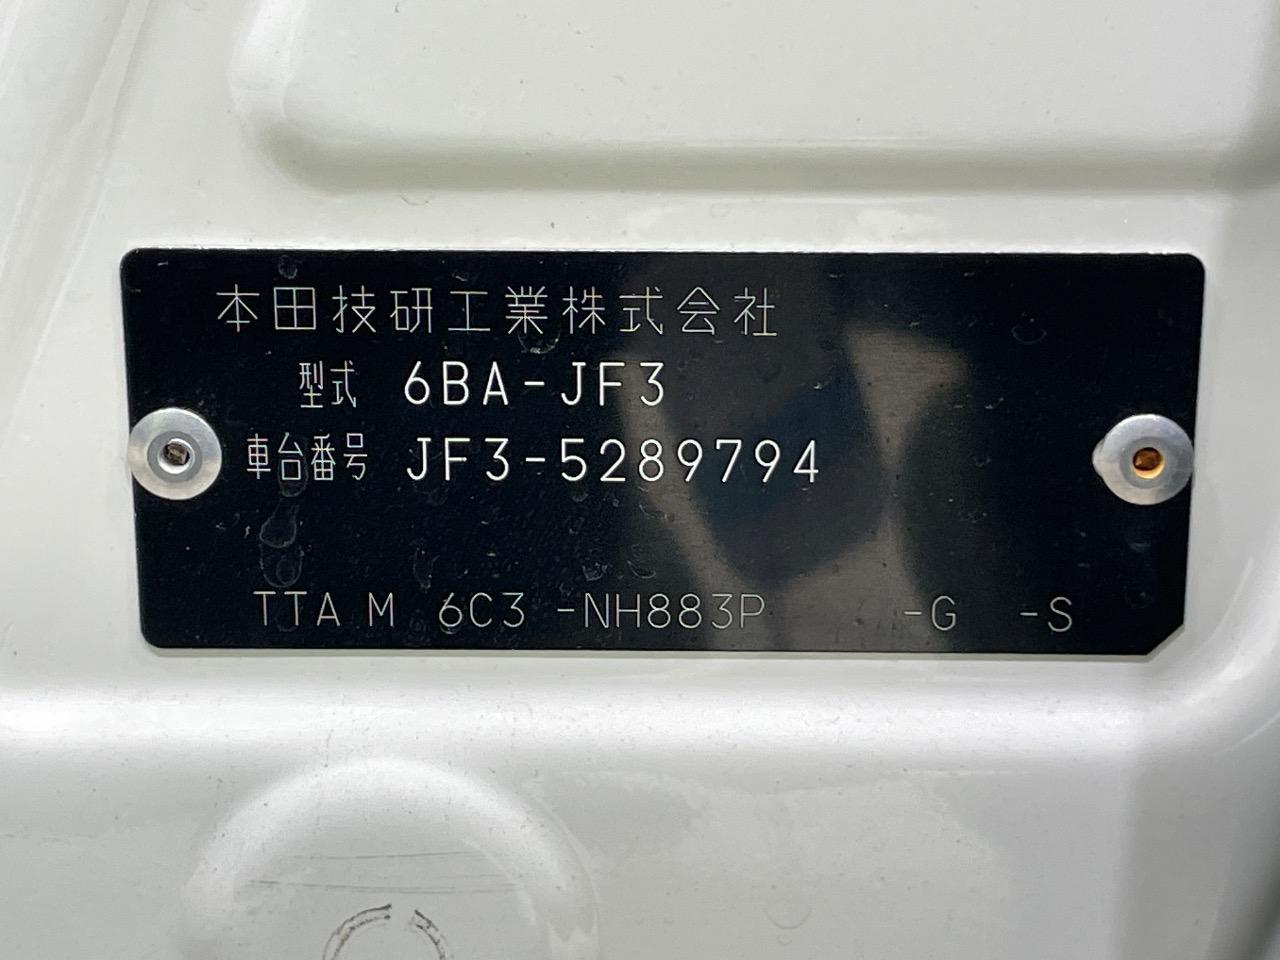 本田技研工業株式会社
型式 6BA-JF3
車台番号 JF3-5289794
TTA M 6C3 -NH883P -G -S